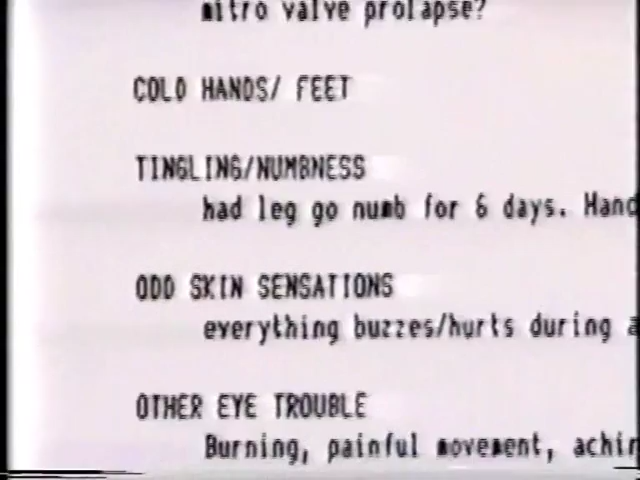 mitro valve prolapse?
COLD HANDS/ FEET
TINGLING/NUMBNESS
had leg go numb for 6 days. Hand
ODD SKIN SENSATIONS
everything buzzes/hurts during a
OTHER EYE TROUBLE
Burning, painful movement, achin